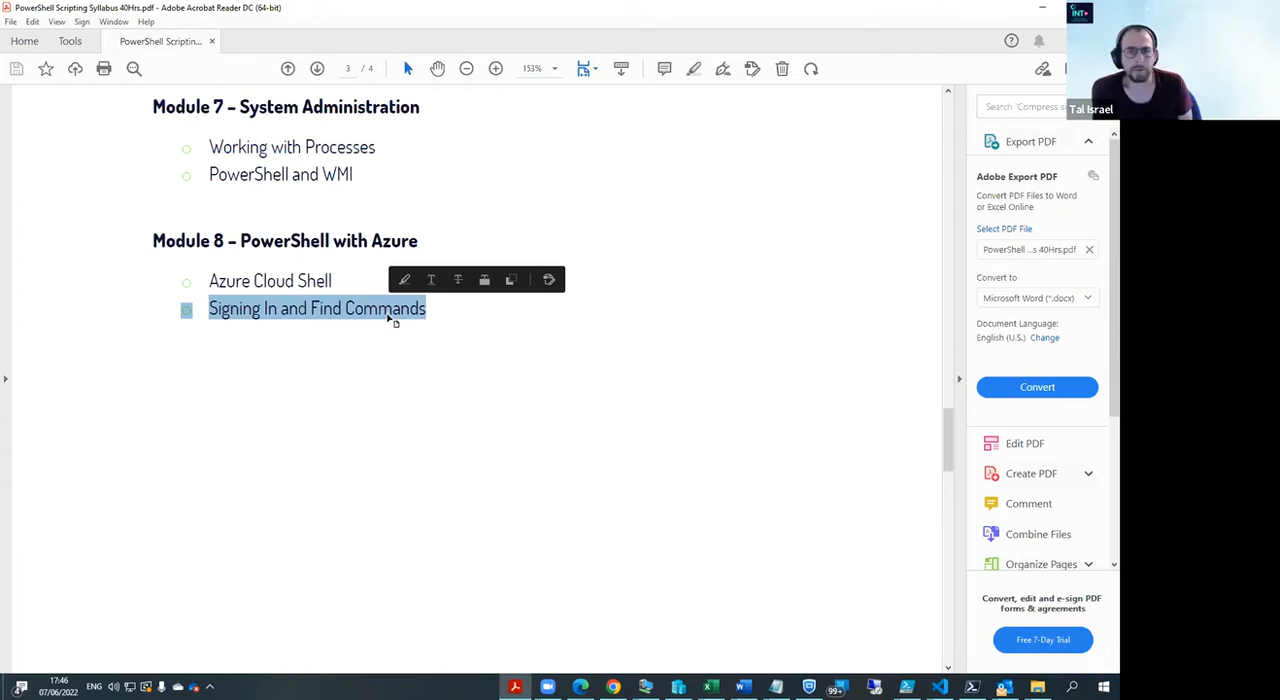 PowerShell Scripting Syllabus 40Hrs.pdf - Adobe Acrobat Reader DC (64-bit)
File Edit View Sign Window Help
Home Tools PowerShell Scriptin... ×
3 / 4 153%
INT
Tal Israel
Module 7 – System Administration
Working with Processes
PowerShell and WMI
Module 8 – PowerShell with Azure
Azure Cloud Shell
Signing In and Find Commands
Search 'Compress
Export PDF
Adobe Export PDF
Convert PDF Files to Word
or Excel Online
Select PDF File
PowerShell ...s 40Hrs.pdf
Convert to
Microsoft Word (*.docx)
Document Language:
English (U.S.) Change
Convert
Edit PDF
Create PDF
Comment
Combine Files
Organize Pages
Convert, edit and e-sign PDF
forms & agreements
Free 7-Day Trial
ENG
17:46
07/06/2022
99+